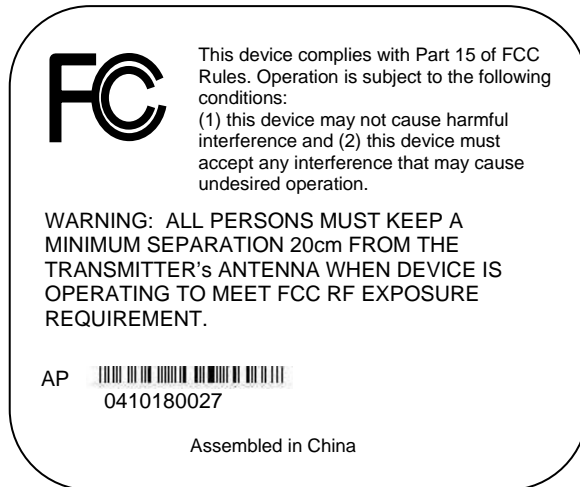 FC
This device complies with Part 15 of FCC
Rules. Operation is subject to the following
conditions:
(1) this device may not cause harmful
interference and (2) this device must
accept any interference that may cause
undesired operation.
WARNING: ALL PERSONS MUST KEEP A
MINIMUM SEPARATION 20cm FROM THE
TRANSMITTER's ANTENNA WHEN DEVICE IS
OPERATING TO MEET FCC RF EXPOSURE
REQUIREMENT.
AP
0410180027
Assembled in China